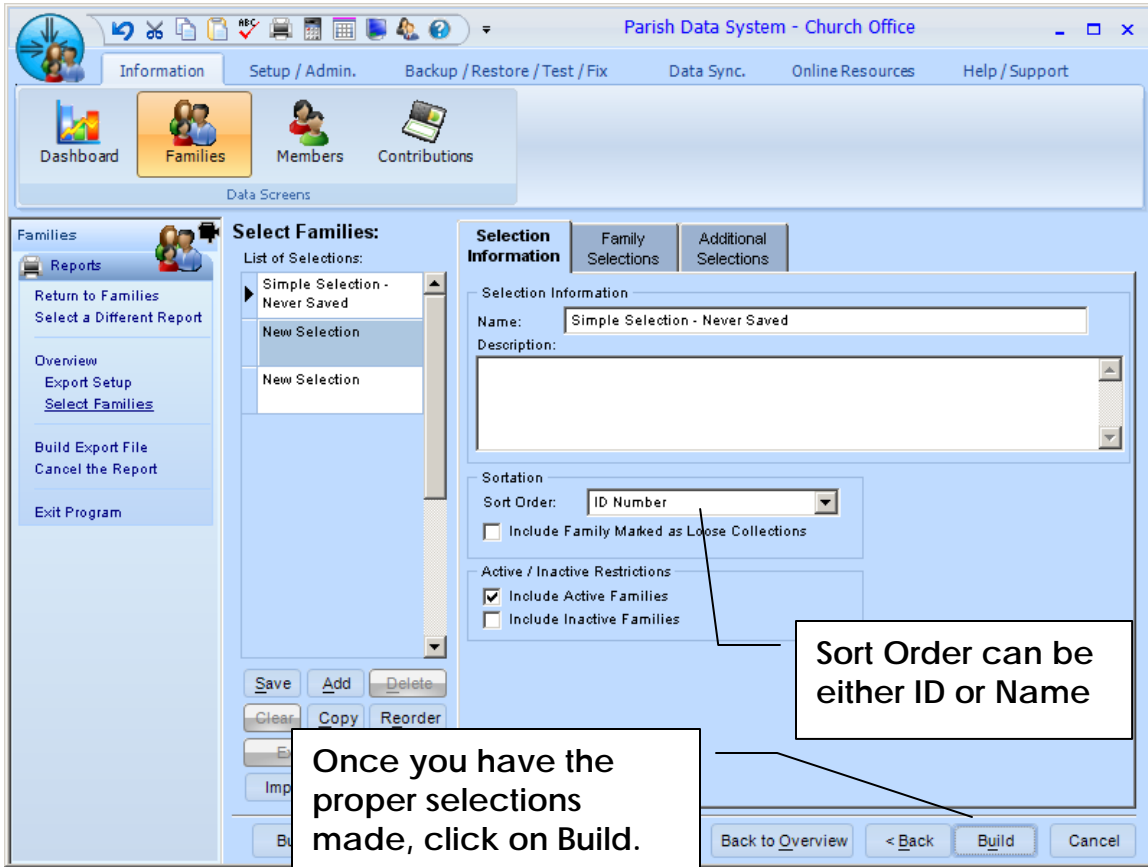 ABC
Parish Data System - Church Office
Information Setup / Admin. Backup / Restore / Test / Fix Data Sync. Online Resources Help / Support
Dashboard Families Members Contributions
Data Screens
Families
Reports
Return to Families
Select a Different Report
Overview
Export Setup
Select Families
Build Export File
Cancel the Report
Exit Program
Select Families:
List of Selections:
Simple Selection -
Never Saved
New Selection
New Selection
Save Add Delete
Clear Copy Reorder
Selection
Information
Family
Selections
Additional
Selections
Selection Information
Name: Simple Selection - Never Saved
Description:
Sortation
Sort Order: ID Number
Include Family Marked as Loose Collections
Active / Inactive Restrictions
Include Active Families
Include Inactive Families
Sort Order can be
either ID or Name
Once you have the
proper selections
made, click on Build.
Back to Overview < Back Build Cancel